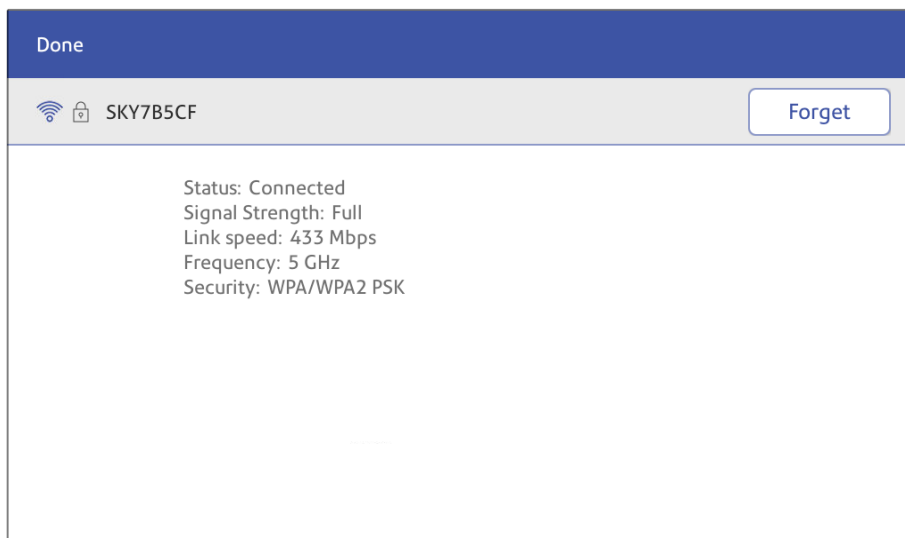 Done
SKY7B5CF
Forget
Status: Connected
Signal Strength: Full
Link speed: 433 Mbps
Frequency: 5 GHz
Security: WPA/WPA2 PSK